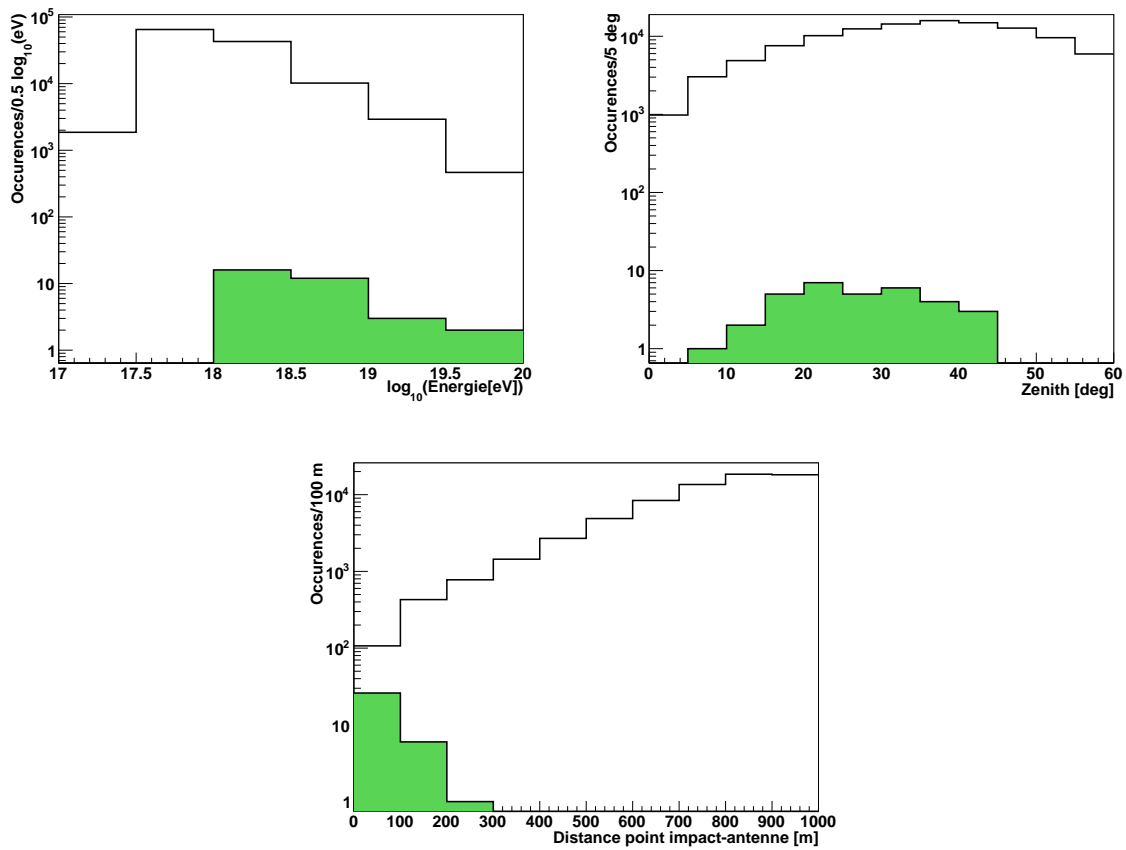 Occurences/0.5 log10(eV)
10^5
10^4
10^3
10^2
10
1
17 17.5 18 18.5 19 19.5 20
log10(Energie[eV])
Occurences/5 deg
10^4
10^3
10^2
10
1
0 10 20 30 40 50 60
Zenith [deg]
Occurences/100 m
10^4
10^3
10^2
10
1
0 100 200 300 400 500 600 700 800 900 1000
Distance point impact-antenne [m]